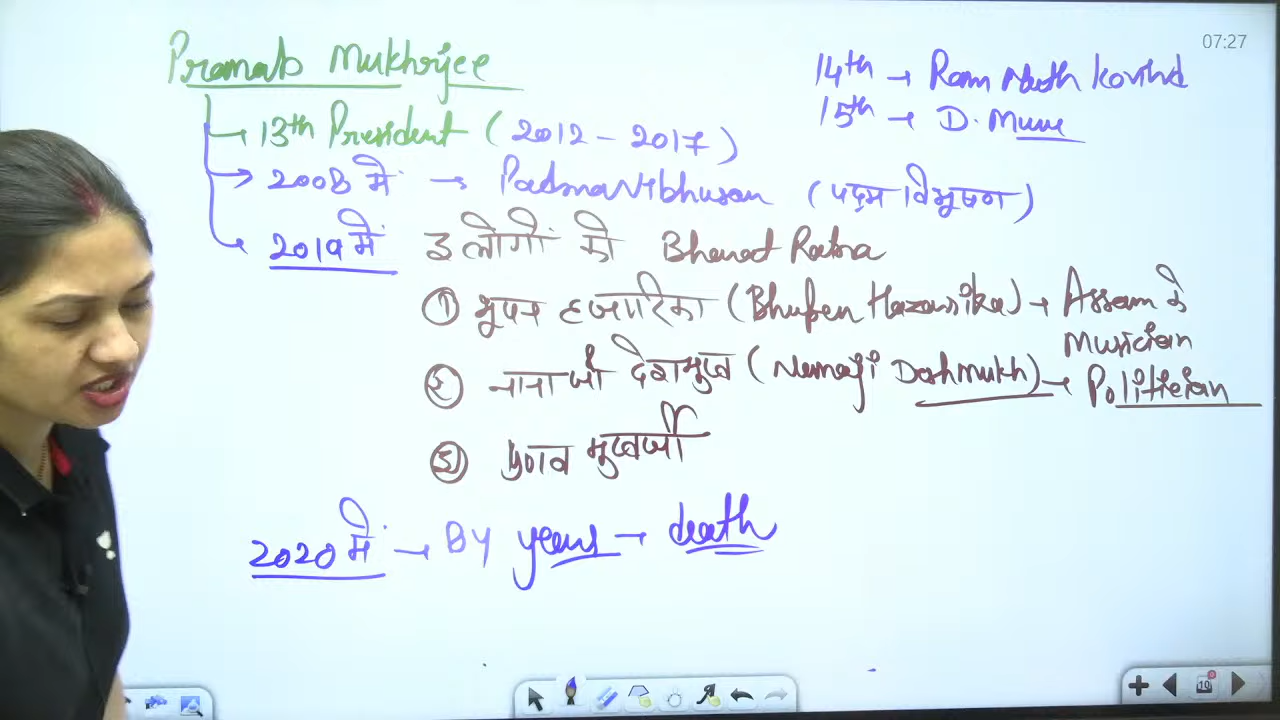 07:27
Pranab Mukherjee
13th President (2012 - 2017)
14th → Ram Nath Kovind
15th → D. Murmu
2008 में → Padma Vibhusan (पद्म विभूषण)
2019 में 3 लोगों को Bharat Ratna
① भूपेन हजारिका (Bhupen Hazarika) → Assam के
Musician
② नानाजी देशमुख (Nanaji Deshmukh) → Politician
③ प्रणव मुखर्जी
2020 में → 84 years → death
10